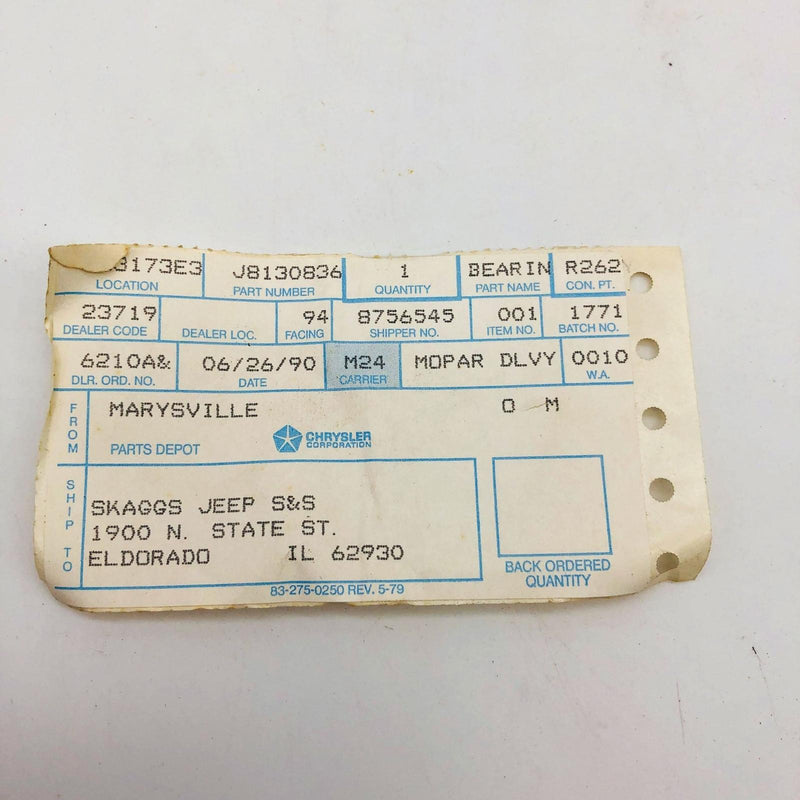 3173E3 J8130836 1 BEARIN R262
LOCATION PART NUMBER QUANTITY PART NAME CON. PT.
23719 94 8756545 001 1771
DEALER CODE DEALER LOC. FACING SHIPPER NO. ITEM NO. BATCH NO.
6210A& 06/26/90 M24 MOPAR DLVY 0010
DLR. ORD. NO. DATE CARRIER W.A.
FROM MARYSVILLE O M
PARTS DEPOT CHRYSLER CORPORATION
SHIP TO
SKAGGS JEEP S&S
1900 N. STATE ST.
ELDORADO IL 62930
BACK ORDERED
QUANTITY
83-275-0250 REV. 5-79